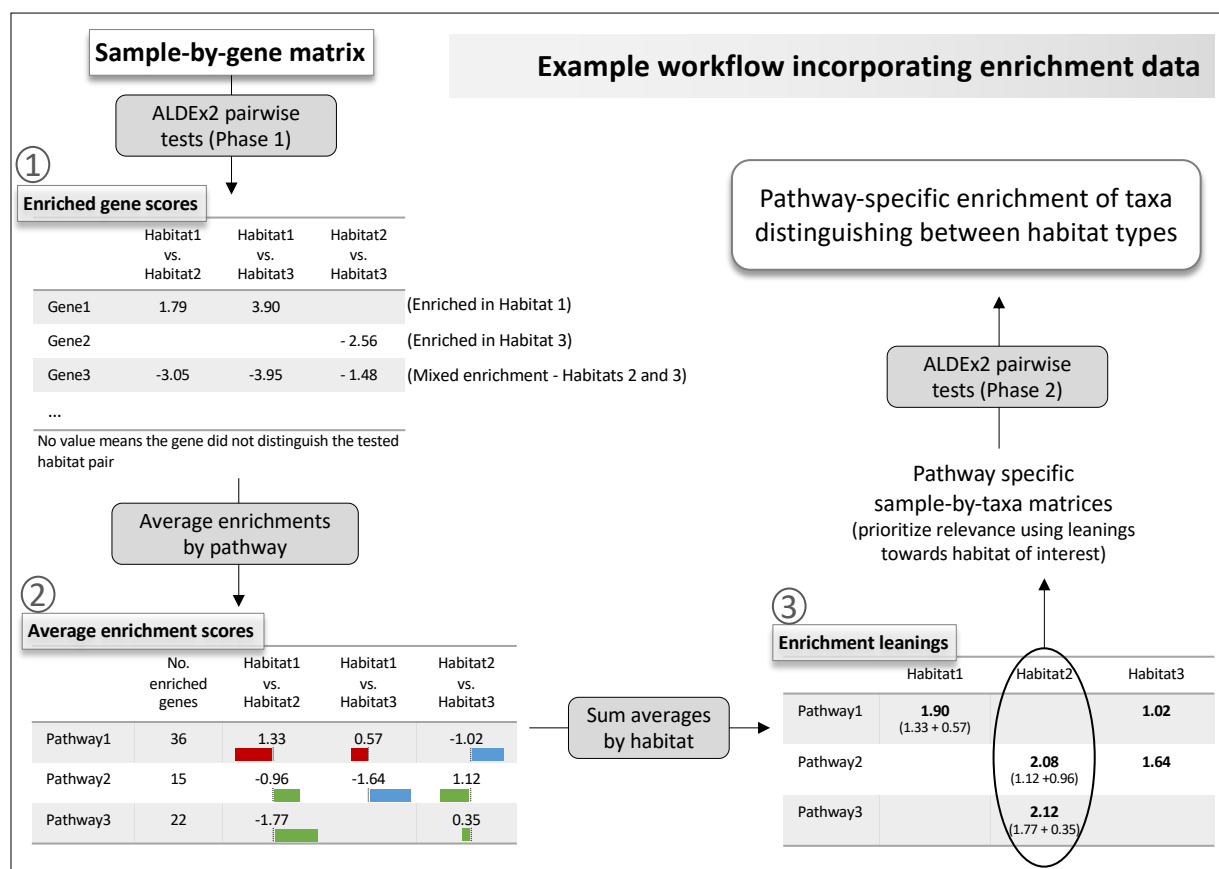 Sample-by-gene matrix
Example workflow incorporating enrichment data
ALDEx2 pairwise
tests (Phase 1)
①
Enriched gene scores
Habitat1 vs. Habitat2
Habitat1 vs. Habitat3
Habitat2 vs. Habitat3
Gene1 1.79 3.90 (Enriched in Habitat 1)
Gene2 - 2.56 (Enriched in Habitat 3)
Gene3 -3.05 -3.95 - 1.48 (Mixed enrichment - Habitats 2 and 3)
...
No value means the gene did not distinguish the tested
habitat pair
Average enrichments
by pathway
②
Average enrichment scores
No. enriched genes
Habitat1 vs. Habitat2
Habitat1 vs. Habitat3
Habitat2 vs. Habitat3
Pathway1 36 1.33 0.57 -1.02
Pathway2 15 -0.96 -1.64 1.12
Pathway3 22 -1.77 0.35
Sum averages
by habitat
③
Enrichment leanings
Habitat1 Habitat2 Habitat3
Pathway1 1.90 1.02
(1.33 + 0.57)
Pathway2 2.08 1.64
(1.12 +0.96)
Pathway3 2.12
(1.77 + 0.35)
Pathway specific
sample-by-taxa matrices
(prioritize relevance using leanings
towards habitat of interest)
ALDEx2 pairwise
tests (Phase 2)
Pathway-specific enrichment of taxa
distinguishing between habitat types